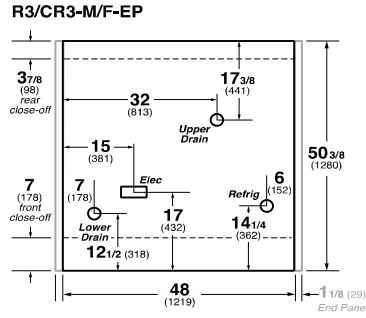 R3/CR3-M/F-EP
3 7/8
(98)
rear
close-off
17 3/8
(441)
32
(813)
Upper
Drain
15
(381)
50 3/8
(1280)
Elec
7
(178)
front
close-off
7
(178)
6
(152)
Refrig
Lower
Drain
17
(432)
14 1/4
(362)
12 1/2 (318)
48
(1219)
1 1/8 (29)
End Pane